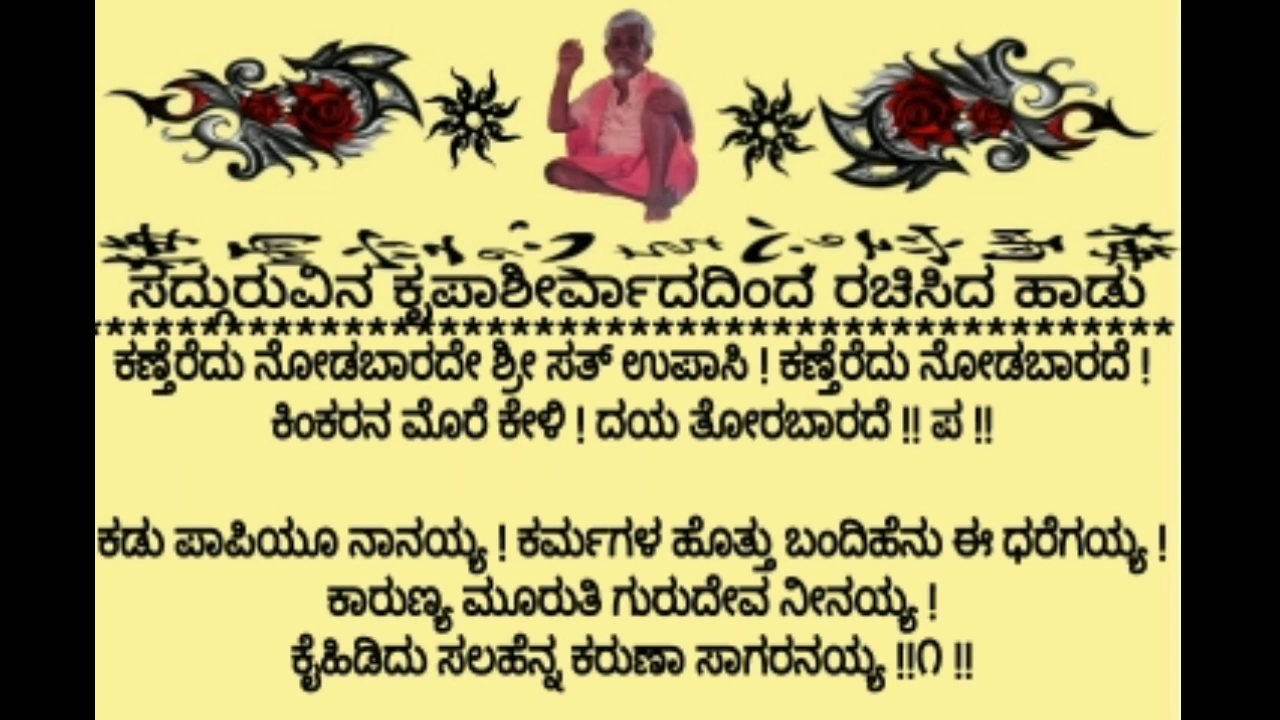 ಸದ್ಗುರುವಿನ ಕೃಪಾಶೀರ್ವಾದದಿಂದ ರಚಿಸಿದ ಹಾಡು
************************************************
ಕಣ್ತೆರೆದು ನೋಡಬಾರದೇ ಶ್ರೀ ಸತ್ ಉಪಾಸಿ ! ಕಣ್ತೆರೆದು ನೋಡಬಾರದೆ !
ಕಿಂಕರನ ಮೊರೆ ಕೇಳಿ ! ದಯ ತೋರಬಾರದೆ !! ಪ !!
ಕಡು ಪಾಪಿಯೂ ನಾನಯ್ಯ ! ಕರ್ಮಗಳ ಹೊತ್ತು ಬಂದಿಹೆನು ಈ ಧರೆಗಯ್ಯ !
ಕಾರುಣ್ಯ ಮೂರುತಿ ಗುರುದೇವ ನೀನಯ್ಯ !
ಕೈಹಿಡಿದು ಸಲಹೆನ್ನ ಕರುಣಾ ಸಾಗರನಯ್ಯ !!೧ !!